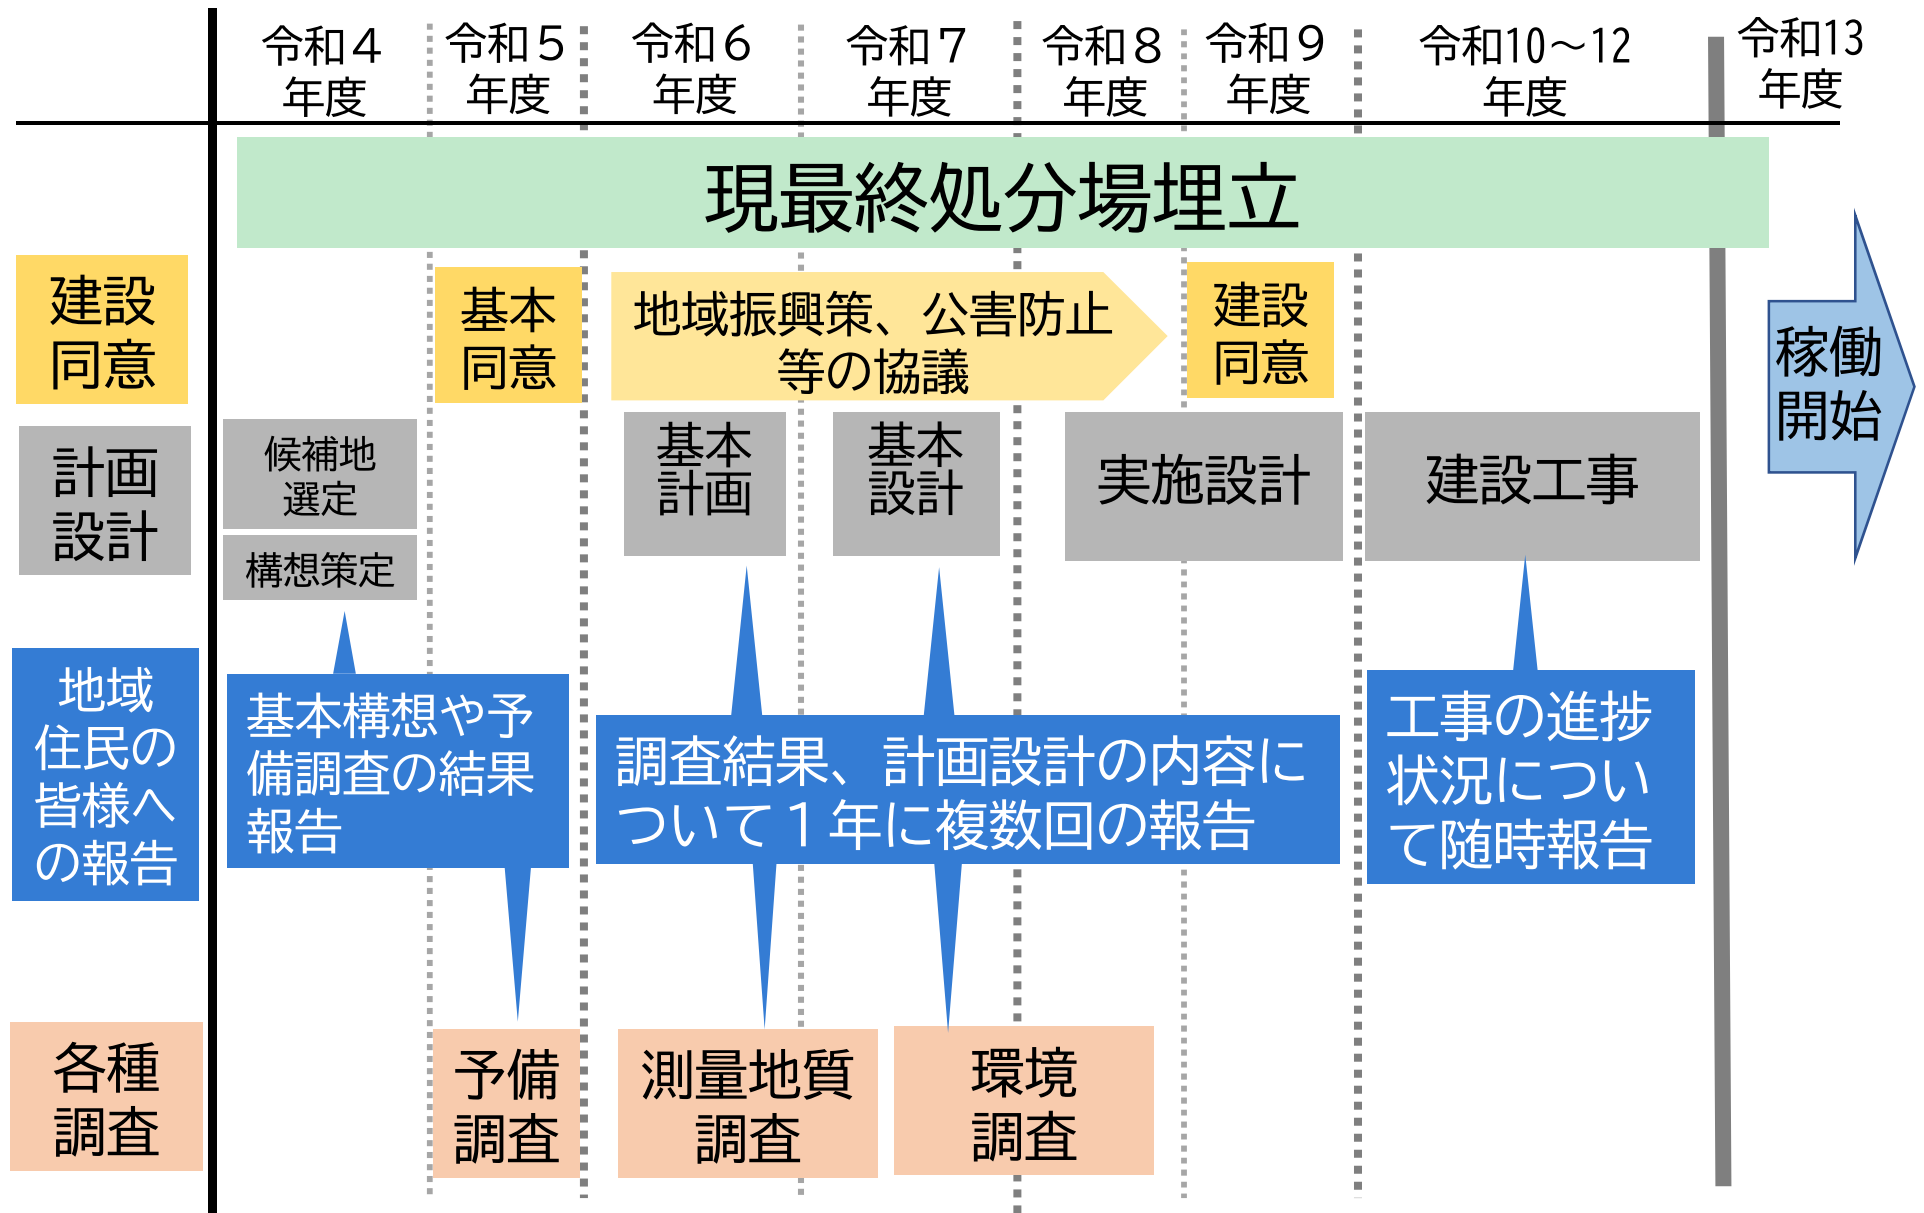 令和４
年度
令和５
年度
令和６
年度
令和７
年度
令和８
年度
令和９
年度
令和10～12
年度
令和13
年度
現最終処分場埋立
建設
同意
基本
同意
地域振興策、公害防止
等の協議
建設
同意
稼働
開始
計画
設計
候補地
選定
構想策定
基本
計画
基本
設計
実施設計
建設工事
地域
住民の
皆様へ
の報告
基本構想や予
備調査の結果
報告
調査結果、計画設計の内容に
ついて１年に複数回の報告
工事の進捗
状況につい
て随時報告
各種
調査
予備
調査
測量地質
調査
環境
調査